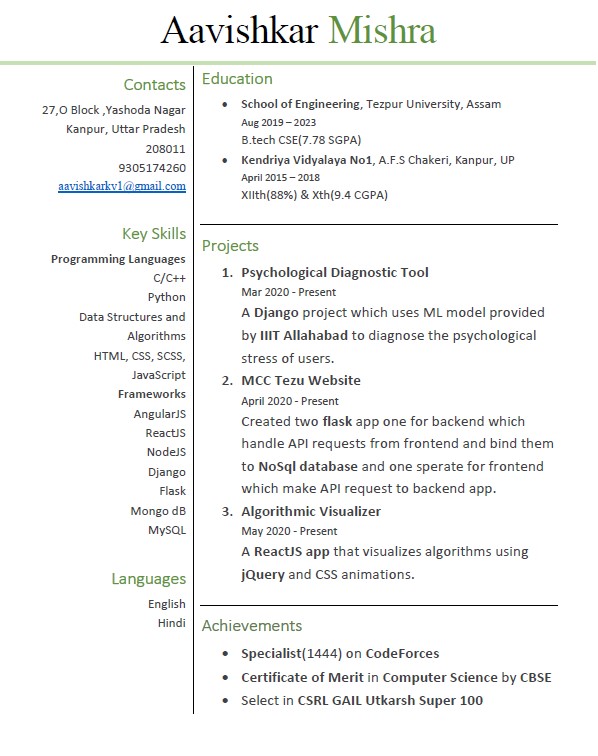 Aavishkar Mishra
Contacts
27,O Block ,Yashoda Nagar
Kanpur, Uttar Pradesh
208011
9305174260
aavishkarkv1@gmail.com
Key Skills
Programming Languages
C/C++
Python
Data Structures and
Algorithms
HTML, CSS, SCSS,
JavaScript
Frameworks
AngularJS
ReactJS
NodeJS
Django
Flask
Mongo dB
MySQL
Languages
English
Hindi
Education
• School of Engineering, Tezpur University, Assam
Aug 2019 – 2023
B.tech CSE(7.78 SGPA)
• Kendriya Vidyalaya No1, A.F.S Chakeri, Kanpur, UP
April 2015 – 2018
XIIth(88%) & Xth(9.4 CGPA)
Projects
1. Psychological Diagnostic Tool
Mar 2020 - Present
A Django project which uses ML model provided
by IIIT Allahabad to diagnose the psychological
stress of users.
2. MCC Tezu Website
April 2020 - Present
Created two flask app one for backend which
handle API requests from frontend and bind them
to NoSql database and one sperate for frontend
which make API request to backend app.
3. Algorithmic Visualizer
May 2020 - Present
A ReactJS app that visualizes algorithms using
jQuery and CSS animations.
Achievements
• Specialist(1444) on CodeForces
• Certificate of Merit in Computer Science by CBSE
• Select in CSRL GAIL Utkarsh Super 100